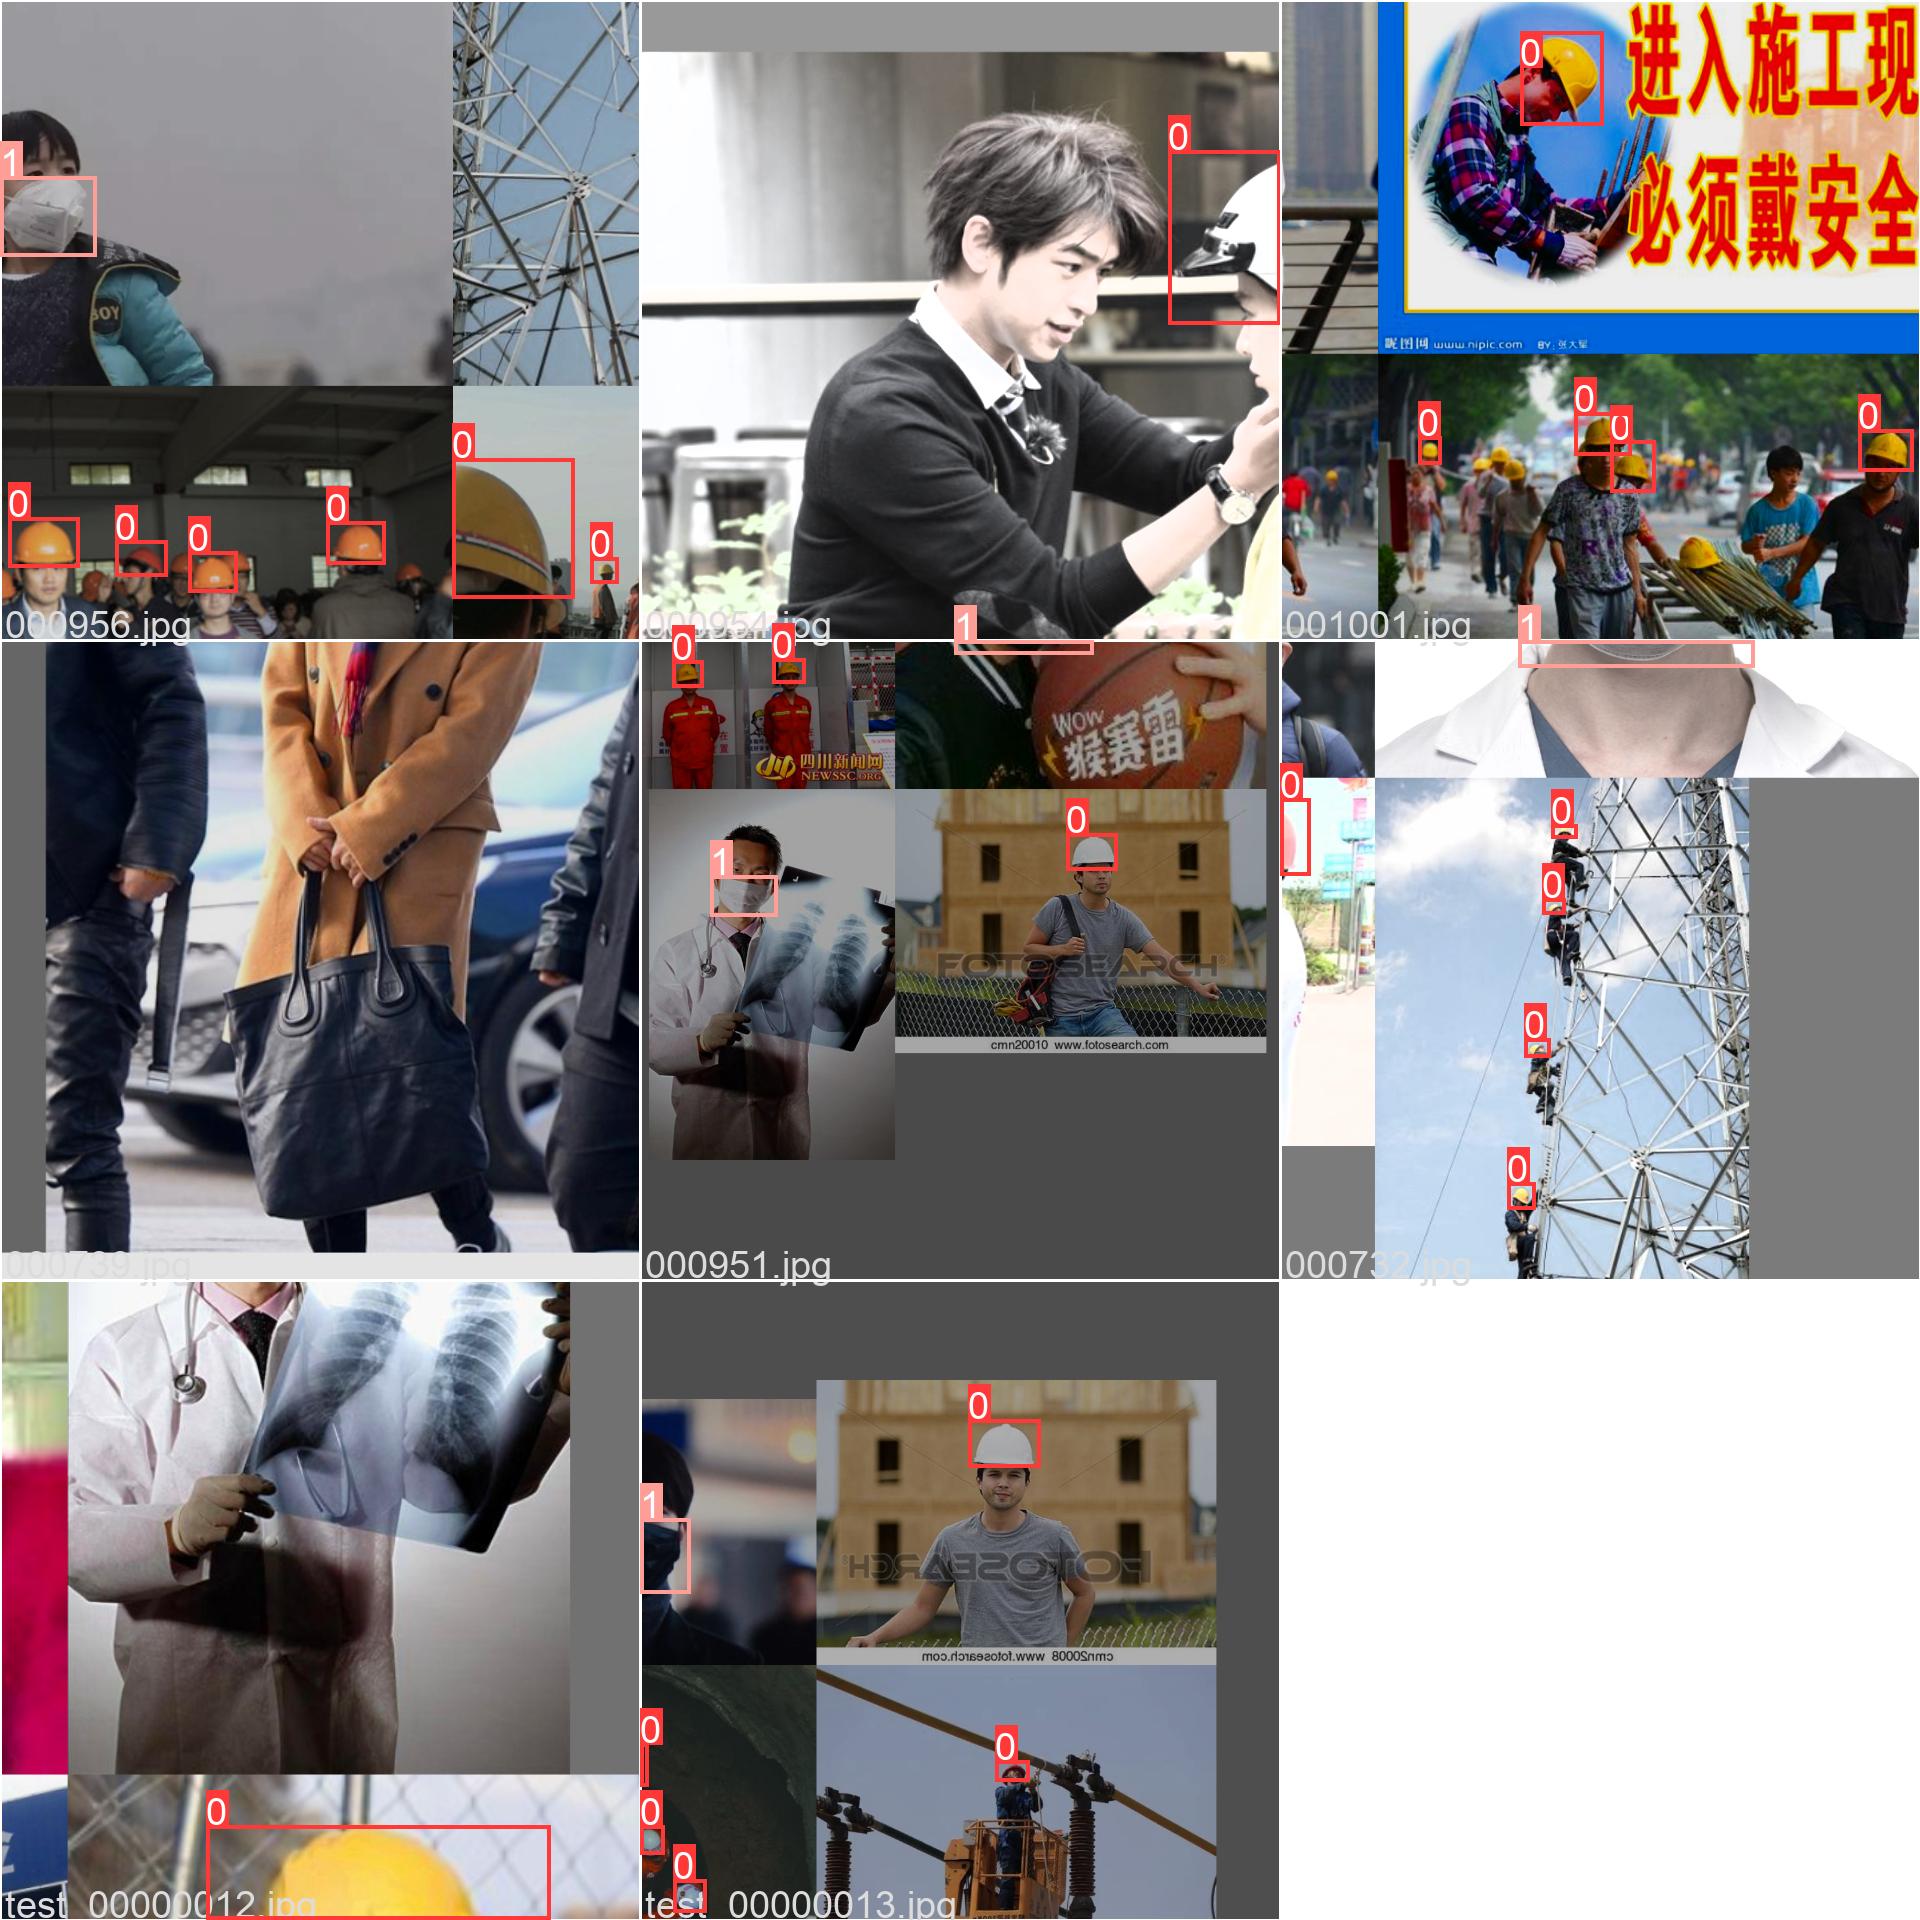 1
BOY
0
0
0
0
0
0
000956.jpg
0
000954.jpg
0
进入施工现
必须戴安全
昵图网 www.nipic.com BY:张大军
0
0
0
0
001001.jpg
000739.jpg
0
0
1
四川新闻网
NEWSSC.ORG
WOW
猴赛雷
1
0
FOTOSEARCH
cmn20010 www.fotosearch.com
000951.jpg
1
0
0
0
0
0
000732.jpg
0
test_00000012.jpg
0
1
FOTOSEARCH
cmn20008 www.fotosearch.com
0
0
0
0
test_00000013.jpg